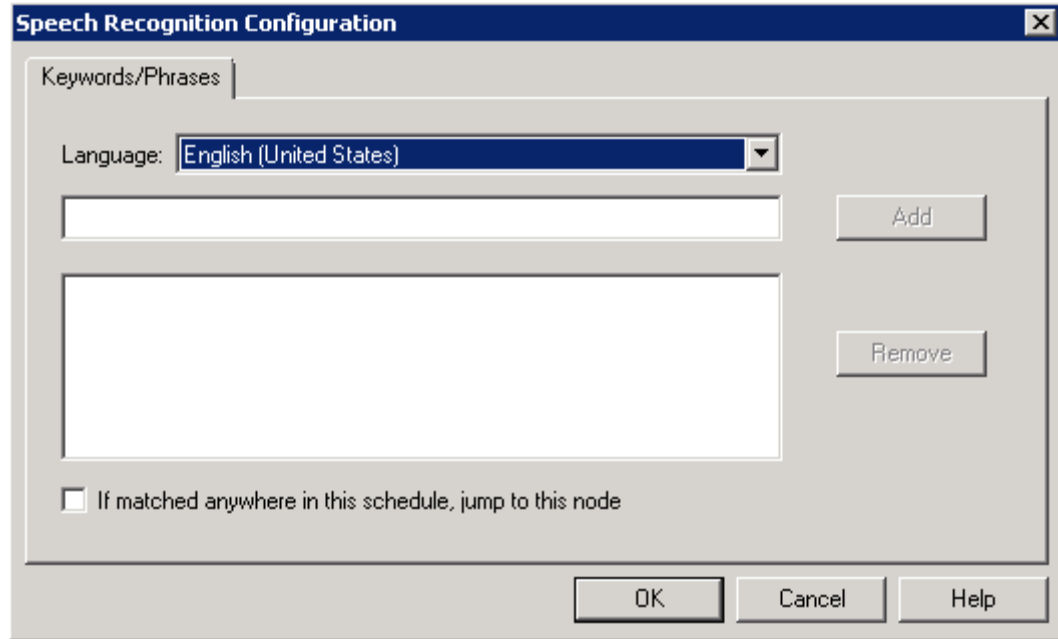 Speech Recognition Configuration
Keywords/Phrases
Language: English (United States)
Add
Remove
If matched anywhere in this schedule, jump to this node
OK Cancel Help